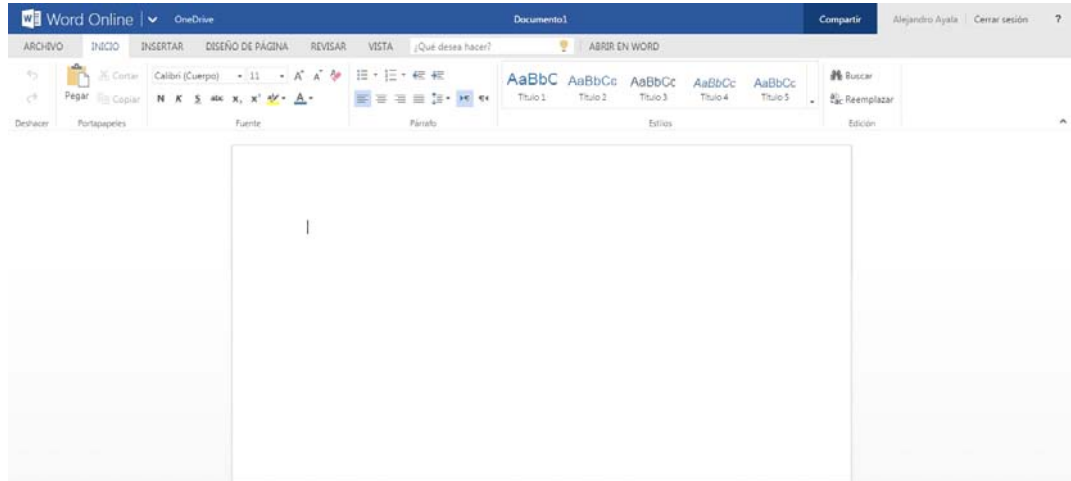 Word Online OneDrive Documento1 Compartir Alejandro Ayala Cerrar sesión ?
ARCHIVO INICIO INSERTAR DISEÑO DE PÁGINA REVISAR VISTA ¿Qué desea hacer? ABRIR EN WORD
Pegar Cortar Copiar
Calibri (Cuerpo) 11
N K S abc x, x'
AaBbC AaBbCc AaBbCc AaBbCc AaBbCc
Título 1 Título 2 Título 3 Título 4 Título 5
Buscar
Reemplazar
Deshacer Portapapeles Fuente Párrafo Estilos Edición